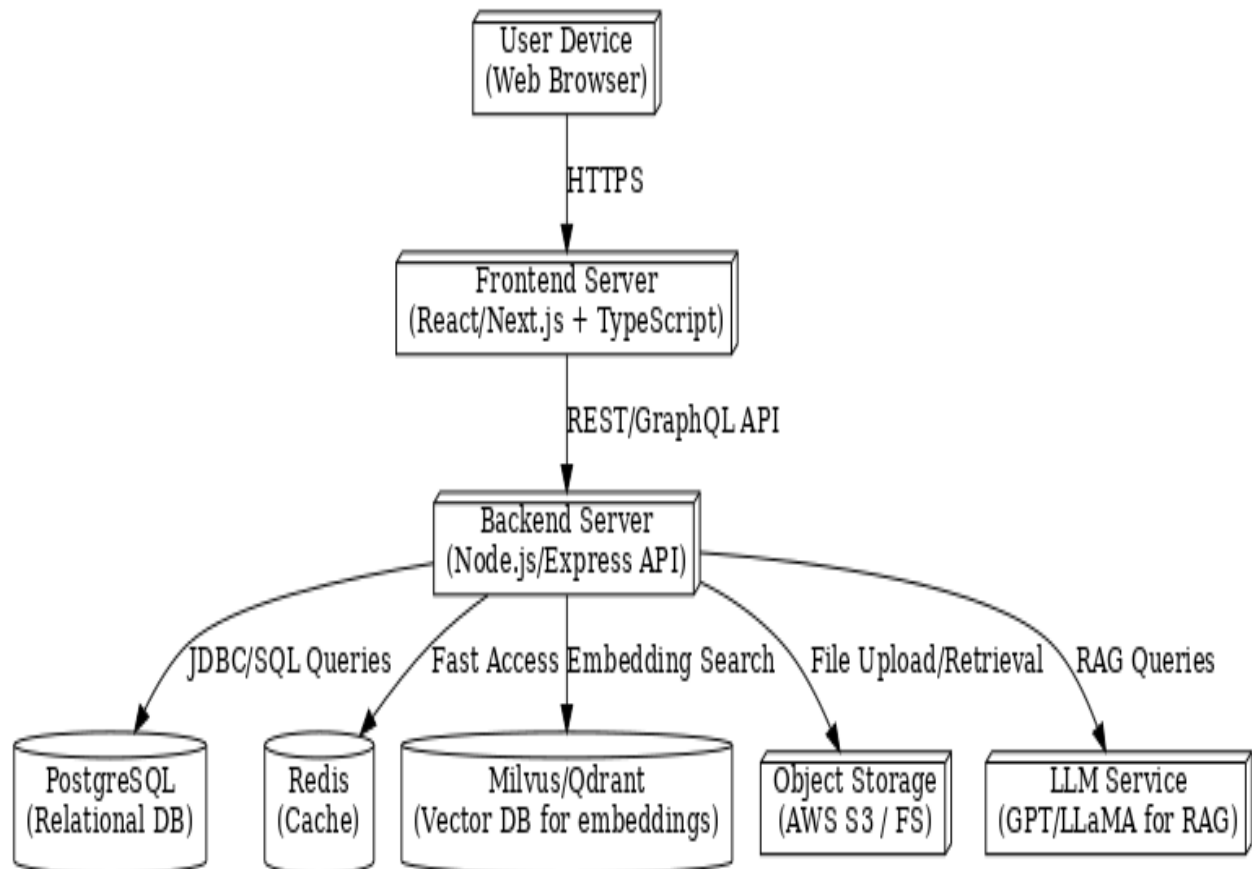 User Device
(Web Browser)
HTTPS
Frontend Server
(React/Next.js + TypeScript)
REST/GraphQL API
Backend Server
(Node.js/Express API)
JDBC/SQL Queries
Fast Access
Embedding Search
File Upload/Retrieval
RAG Queries
PostgreSQL
(Relational DB)
Redis
(Cache)
Milvus/Qdrant
(Vector DB for embeddings)
Object Storage
(AWS S3 / FS)
LLM Service
(GPT/LLaMA for RAG)